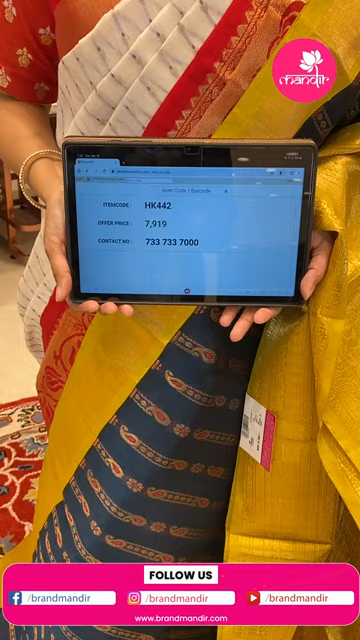 mandir
Item Code / Barcode
ITEMCODE : HK442
OFFER PRICE : 7,919
CONTACT NO : 733 733 7000
FOLLOW US
/brandmandir /brandmandir /brandmandir
www.brandmandir.com